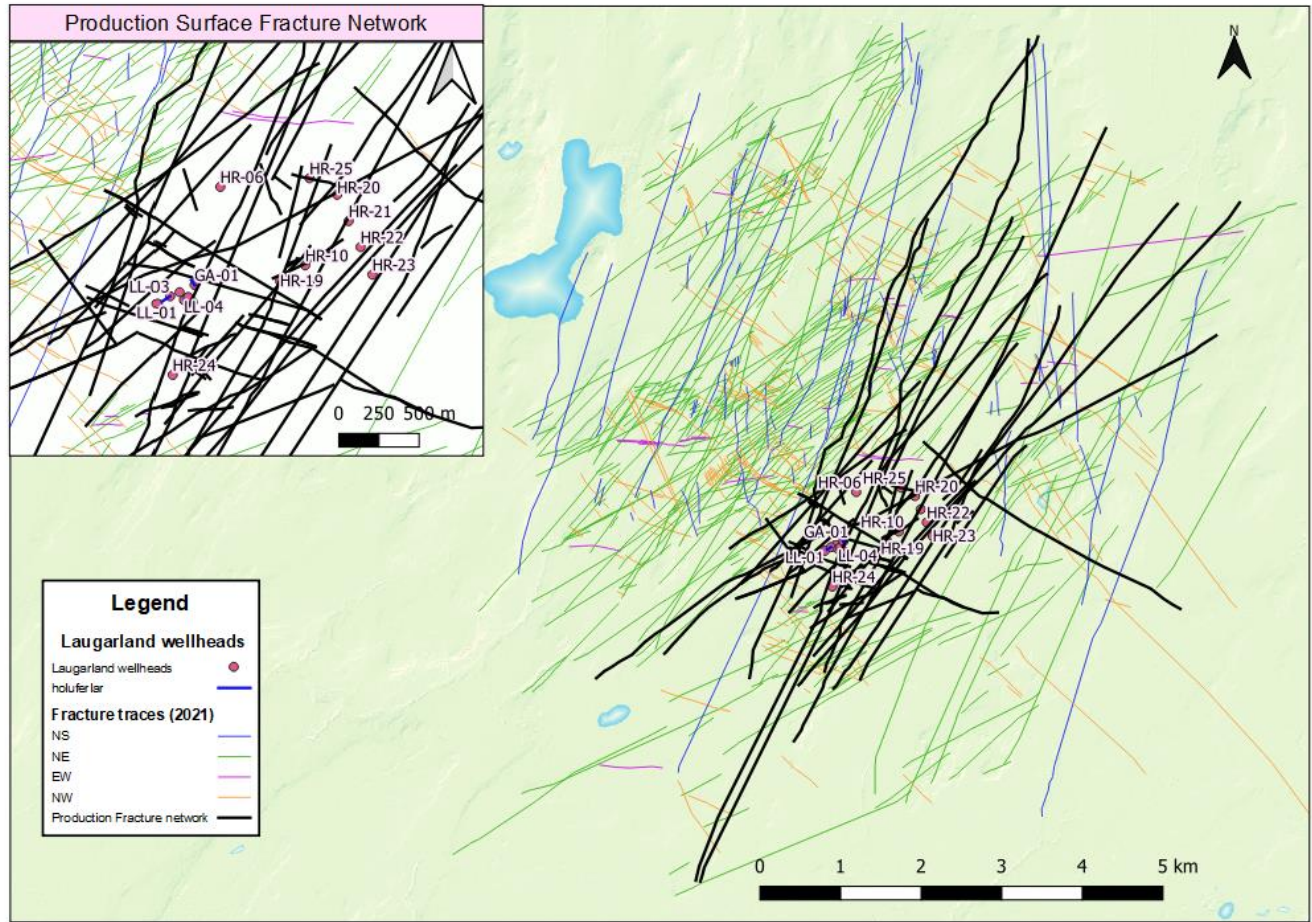 Production Surface Fracture Network
HR-06
HR-25
HR-20
HR-21
HR-22
HR-10
HR-23
HR-19
GA-01
LL-03
LL-01
LL-04
HR-24
0 250 500 m
N
HR-06
HR-25
HR-20
HR-22
HR-10
GA-01
HR-23
HR-19
LL-01
LL-04
HR-24
Legend
Laugarland wellheads
Laugarland wellheads
holuferlar
Fracture traces (2021)
NS
NE
EW
NW
Production Fracture network
0 1 2 3 4 5 km